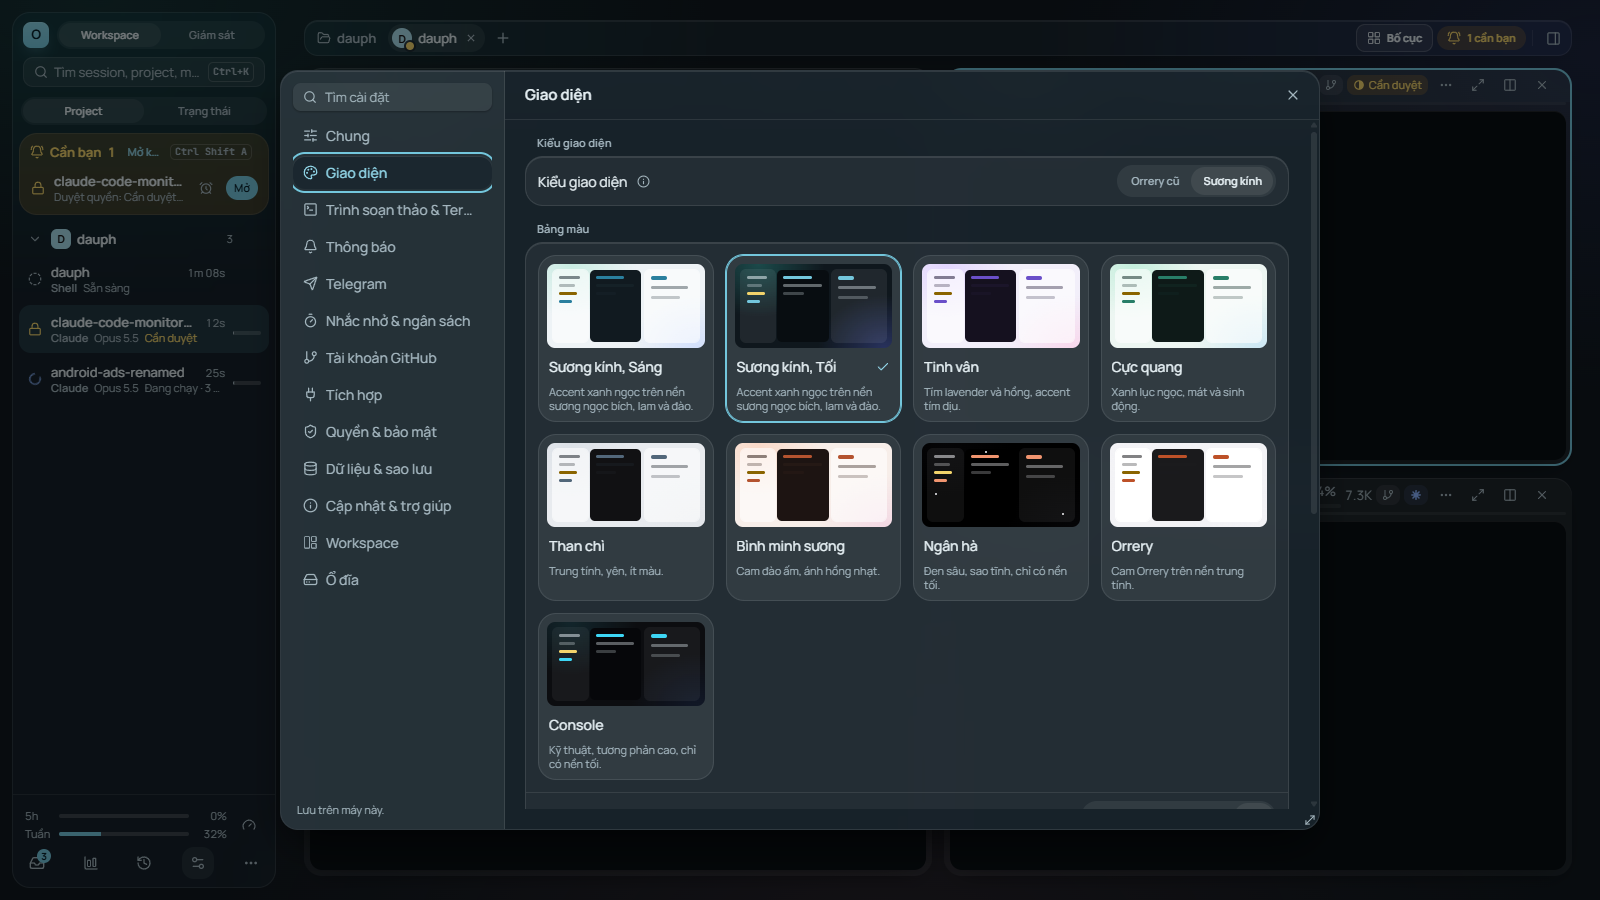 O
Workspace
Giám sát
Tìm session, project, m...
Ctrl+K
Project
Trạng thái
Cần bạn 1
Mở k...
Ctrl Shift A
claude-code-monit...
Duyệt quyền: Cần duyệt...
Mở
D
dauph
3
dauph
1m 08s
Shell Sẵn sàng
claude-code-monitor...
12s
Claude Opus 5.5 Cần duyệt
android-ads-renamed
25s
Claude Opus 5.5 Đang chạy · 3 ...
5h
0%
Tuần
32%
3
dauph
D
dauph
Bố cục
1 cần bạn
Cần duyệt
4%
7.3K
Tìm cài đặt
Chung
Giao diện
Trình soạn thảo & Ter...
Thông báo
Telegram
Nhắc nhở & ngân sách
Tài khoản GitHub
Tích hợp
Quyền & bảo mật
Dữ liệu & sao lưu
Cập nhật & trợ giúp
Workspace
Ổ đĩa
Lưu trên máy này.
Giao diện
Kiểu giao diện
Kiểu giao diện
Orrery cũ
Sương kính
Bảng màu
Sương kính, Sáng
Accent xanh ngọc trên nền
sương ngọc bích, lam và đào.
Sương kính, Tối
Accent xanh ngọc trên nền
sương ngọc bích, lam và đào.
Tinh vân
Tím lavender và hồng, accent
tím dịu.
Cực quang
Xanh lục ngọc, mát và sinh
động.
Than chì
Trung tính, yên, ít màu.
Bình minh sương
Cam đào ấm, ánh hồng nhạt.
Ngân hà
Đen sâu, sao tĩnh, chỉ có nền
tối.
Orrery
Cam Orrery trên nền trung
tính.
Console
Kỹ thuật, tương phản cao, chỉ
có nền tối.